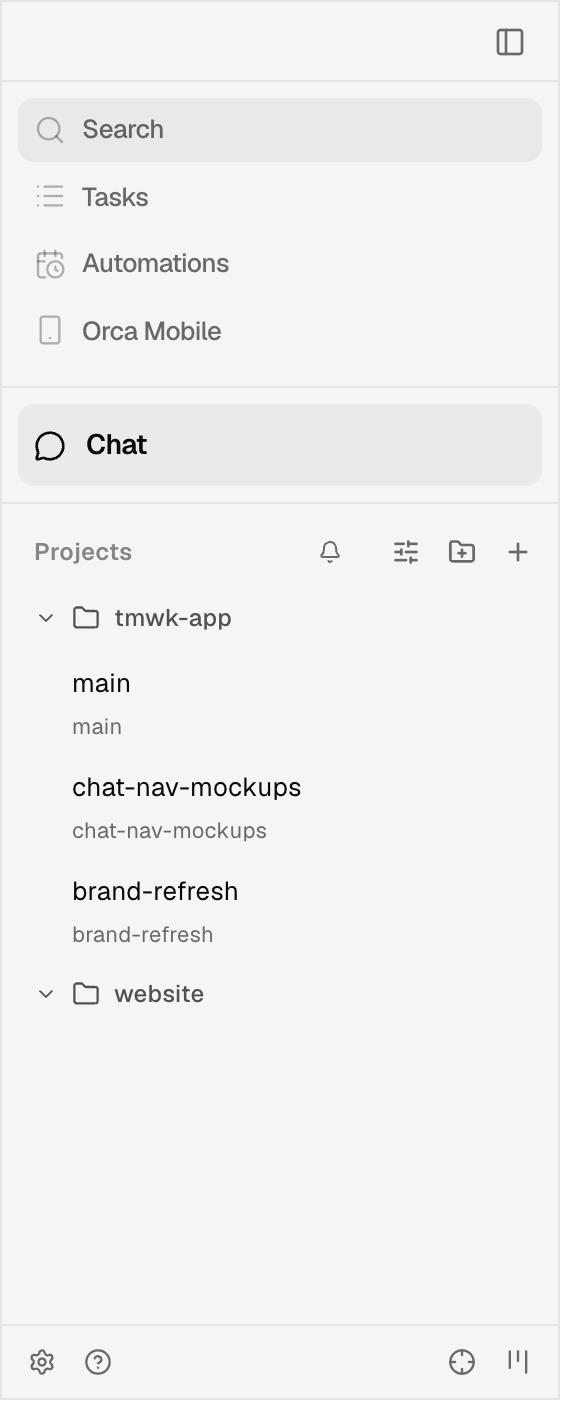 Search
Tasks
Automations
Orca Mobile
Chat
Projects
tmwk-app
main
main
chat-nav-mockups
chat-nav-mockups
brand-refresh
brand-refresh
website